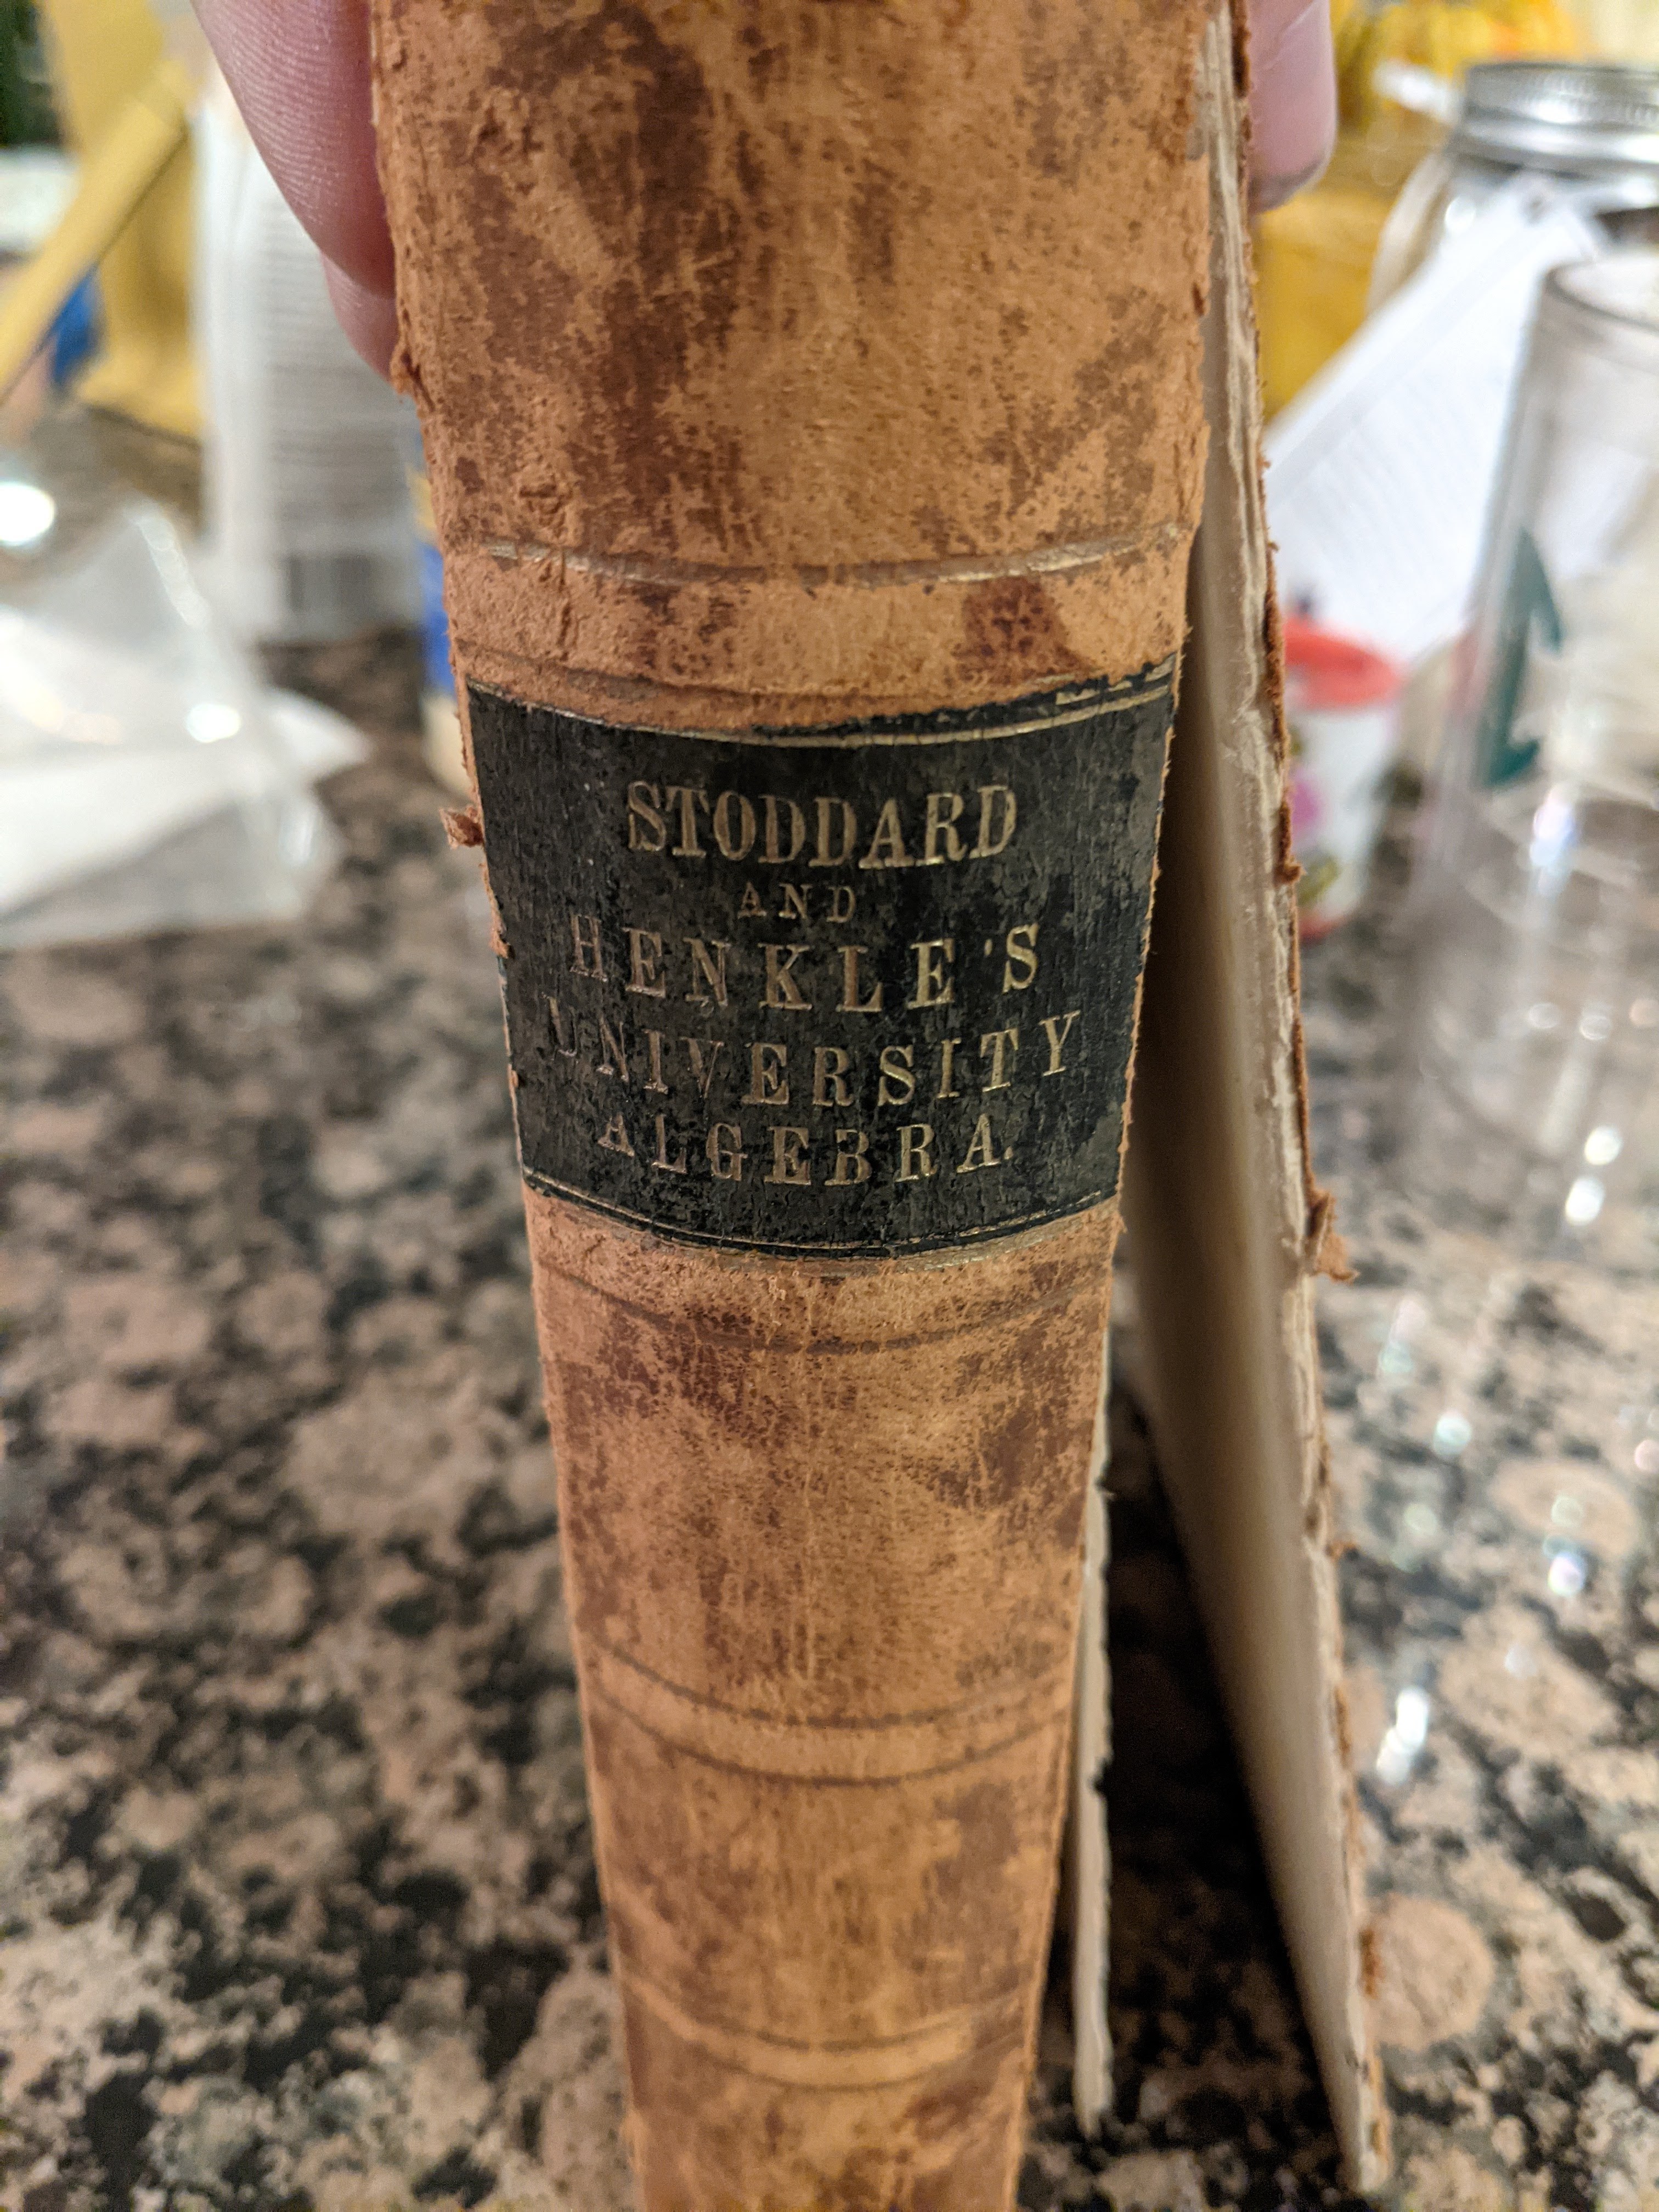 STODDARD
AND
HENKLE'S
UNIVERSITY
ALGEBRA.